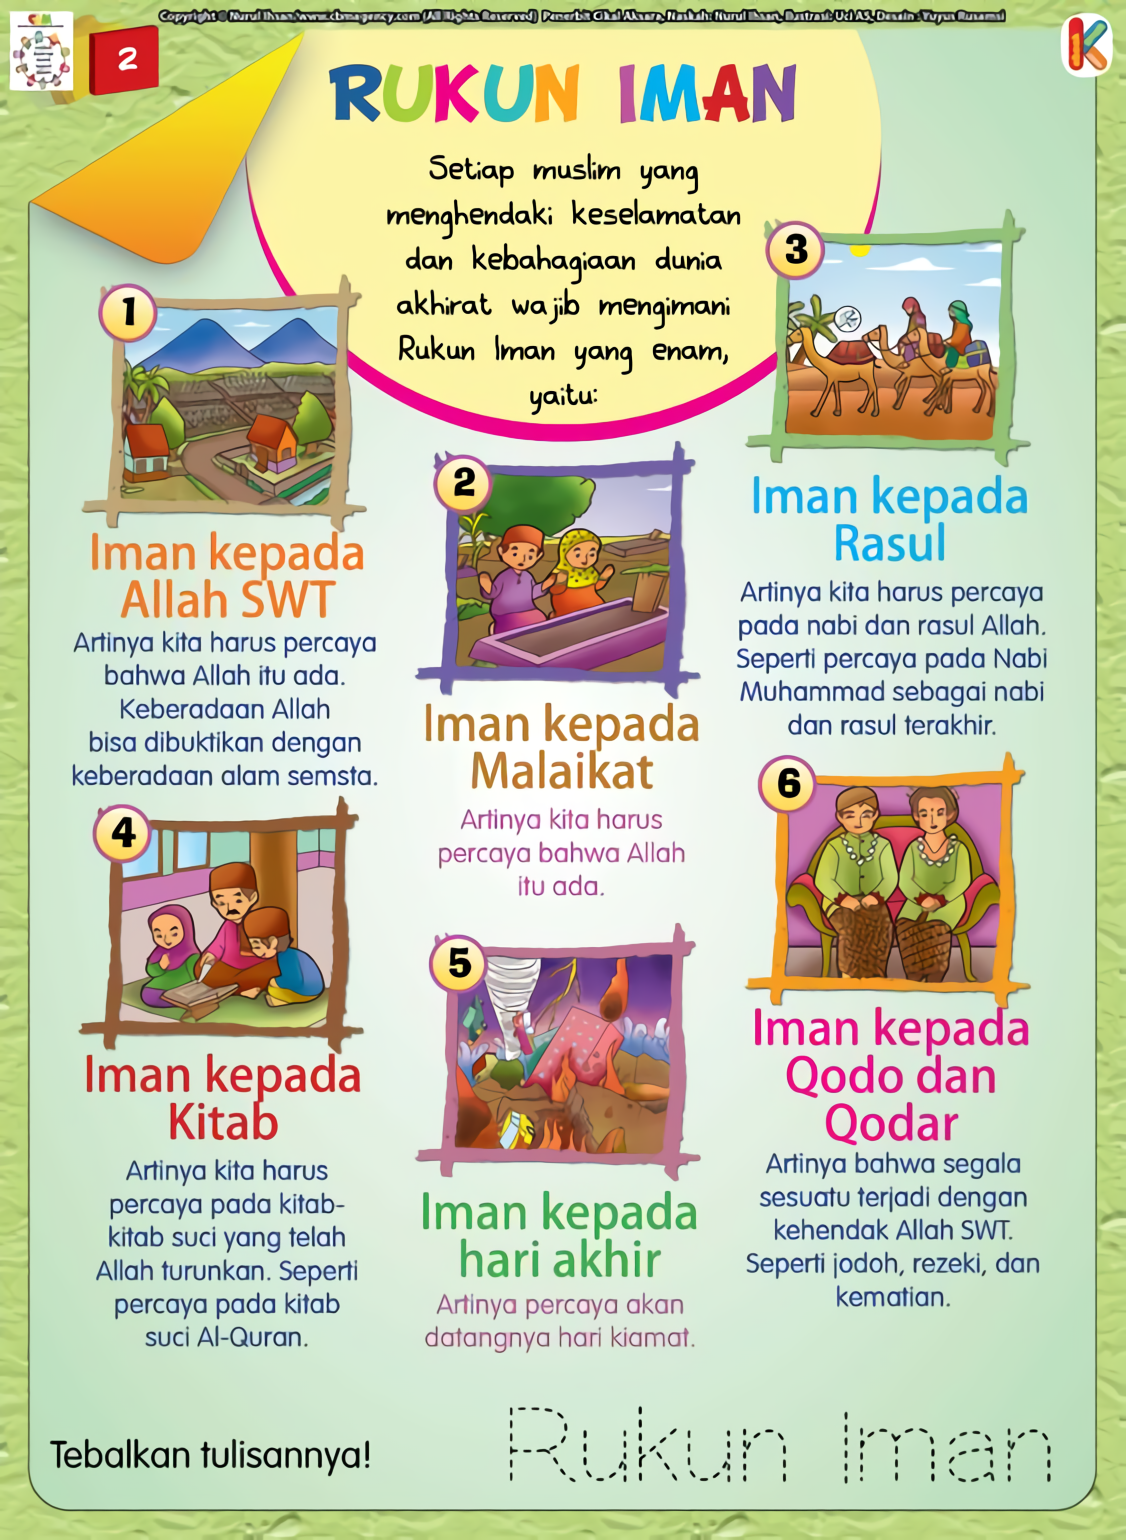 Copyright © Nurul Ihsan/www.cbmagency.com (All Rights Reserved) Penerbit Cikal Aksara, Naskah: Nurul Ihsan, Ilustrasi: Uci AS, Desain: Yuyus Rusamsi
2
RUKUN IMAN
Setiap muslim yang
menghendaki keselamatan
dan kebahagiaan dunia
akhirat wajib mengimani
Rukun Iman yang enam,
yaitu:
1
Iman kepada
Allah SWT
Artinya kita harus percaya
bahwa Allah itu ada.
Keberadaan Allah
bisa dibuktikan dengan
keberadaan alam semsta.
2
Iman kepada
Malaikat
Artinya kita harus
percaya bahwa Allah
itu ada.
3
Iman kepada
Rasul
Artinya kita harus percaya
pada nabi dan rasul Allah.
Seperti percaya pada Nabi
Muhammad sebagai nabi
dan rasul terakhir.
4
Iman kepada
Kitab
Artinya kita harus
percaya pada kitab-
kitab suci yang telah
Allah turunkan. Seperti
percaya pada kitab
suci Al-Quran.
5
Iman kepada
hari akhir
Artinya percaya akan
datangnya hari kiamat.
6
Iman kepada
Qodo dan
Qodar
Artinya bahwa segala
sesuatu terjadi dengan
kehendak Allah SWT.
Seperti jodoh, rezeki, dan
kematian.
Tebalkan tulisannya!
Rukun Iman